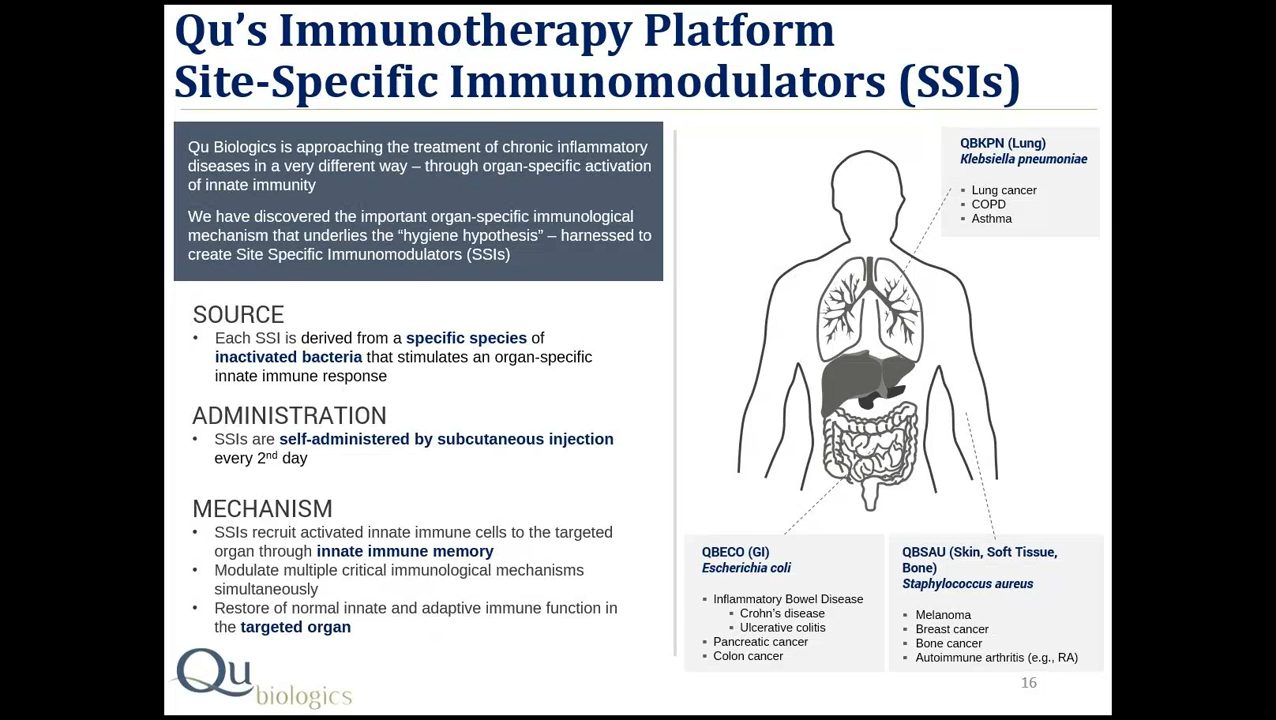 Qu's Immunotherapy Platform
Site-Specific Immunomodulators (SSIs)
Qu Biologics is approaching the treatment of chronic inflammatory
diseases in a very different way – through organ-specific activation
of innate immunity
We have discovered the important organ-specific immunological
mechanism that underlies the “hygiene hypothesis” – harnessed to
create Site Specific Immunomodulators (SSIs)
SOURCE
• Each SSI is derived from a specific species of
inactivated bacteria that stimulates an organ-specific
innate immune response
ADMINISTRATION
• SSIs are self-administered by subcutaneous injection
every 2nd day
MECHANISM
• SSIs recruit activated innate immune cells to the targeted
organ through innate immune memory
• Modulate multiple critical immunological mechanisms
simultaneously
• Restore of normal innate and adaptive immune function in
the targeted organ
QBKPN (Lung)
Klebsiella pneumoniae
▪ Lung cancer
▪ COPD
▪ Asthma
QBECO (GI)
Escherichia coli
▪ Inflammatory Bowel Disease
▪ Crohn's disease
▪ Ulcerative colitis
▪ Pancreatic cancer
▪ Colon cancer
QBSAU (Skin, Soft Tissue,
Bone)
Staphylococcus aureus
▪ Melanoma
▪ Breast cancer
▪ Bone cancer
▪ Autoimmune arthritis (e.g., RA)
Qu
biologics
16